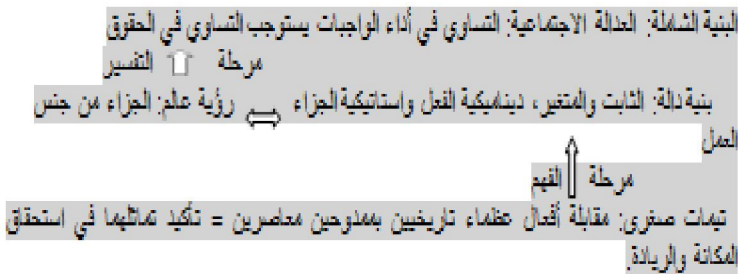 البنية الشاملة: العدالة الاجتماعية: التساوي في أداء الواجبات يستوجب التساوي في الحقوق
مرحلة التفسير
بنية دالة: الثابت والمتغير، ديناميكية الفعل واستاتيكية الجزاء رؤية عالم: الجزاء من جنس
العمل
مرحلة الفهم
تيمات صغرى: مقابلة أفعال عظماء تاريخيين بممدوحين معاصرين = تأكيد تماثلهما في استحقاق
المكانة والريادة.